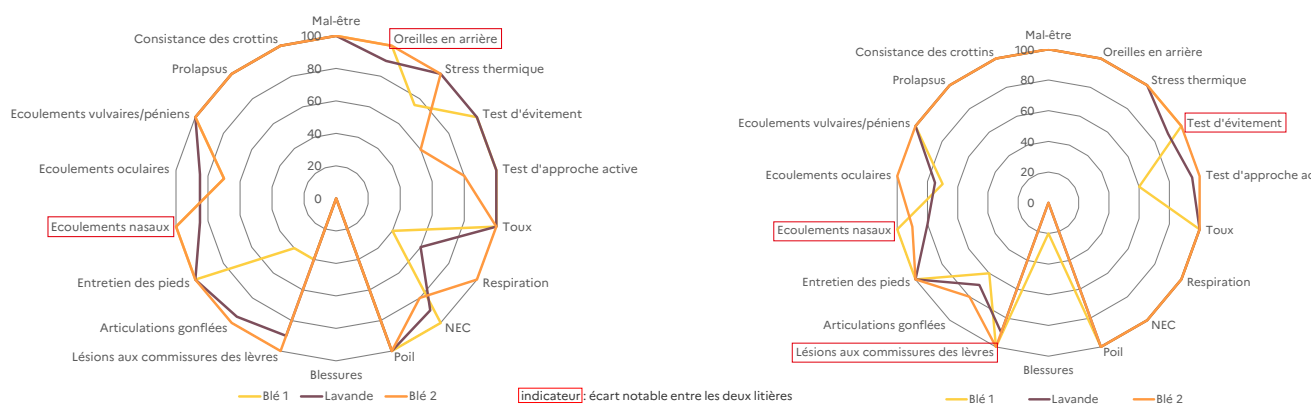 Mal-être
Oreilles en arrière
Stress thermique
Test d'évitement
Test d'approche active
Toux
Respiration
NEC
Poil
Blessures
Lésions aux commissures des lèvres
Articulations gonflées
Entretien des pieds
Ecoulements nasaux
Ecoulements oculaires
Ecoulements vulvaires/péniens
Prolapsus
Consistance des crottins
100
80
60
40
20
0
Blé 1 Lavande Blé 2
indicateur : écart notable entre les deux litières
Mal-être
Oreilles en arrière
Stress thermique
Test d'évitement
Test d'approche ac
Toux
Respiration
NEC
Poil
Blessures
Lésions aux commissures des lèvres
Articulations gonflées
Entretien des pieds
Ecoulements nasaux
Ecoulements oculaires
Ecoulements vulvaires/péniens
Prolapsus
Consistance des crottins
100
80
60
40
20
0
Blé 1 Lavande Blé 2